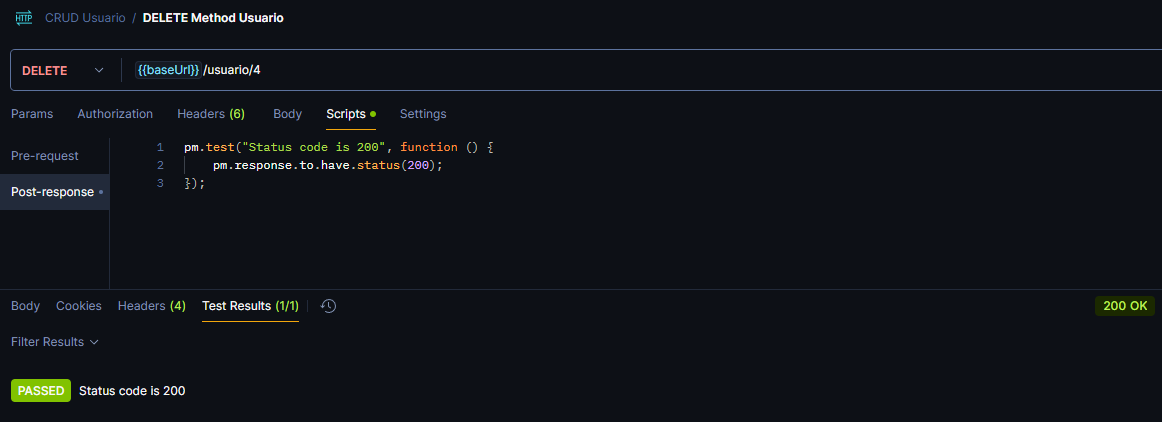 HTTP CRUD Usuario / DELETE Method Usuario
DELETE {{baseUrl}}/usuario/4
Params Authorization Headers (6) Body Scripts Settings
Pre-request
Post-response
1 pm.test("Status code is 200", function () {
2 pm.response.to.have.status(200);
3 });
Body Cookies Headers (4) Test Results (1/1) 200 OK
Filter Results
PASSED Status code is 200